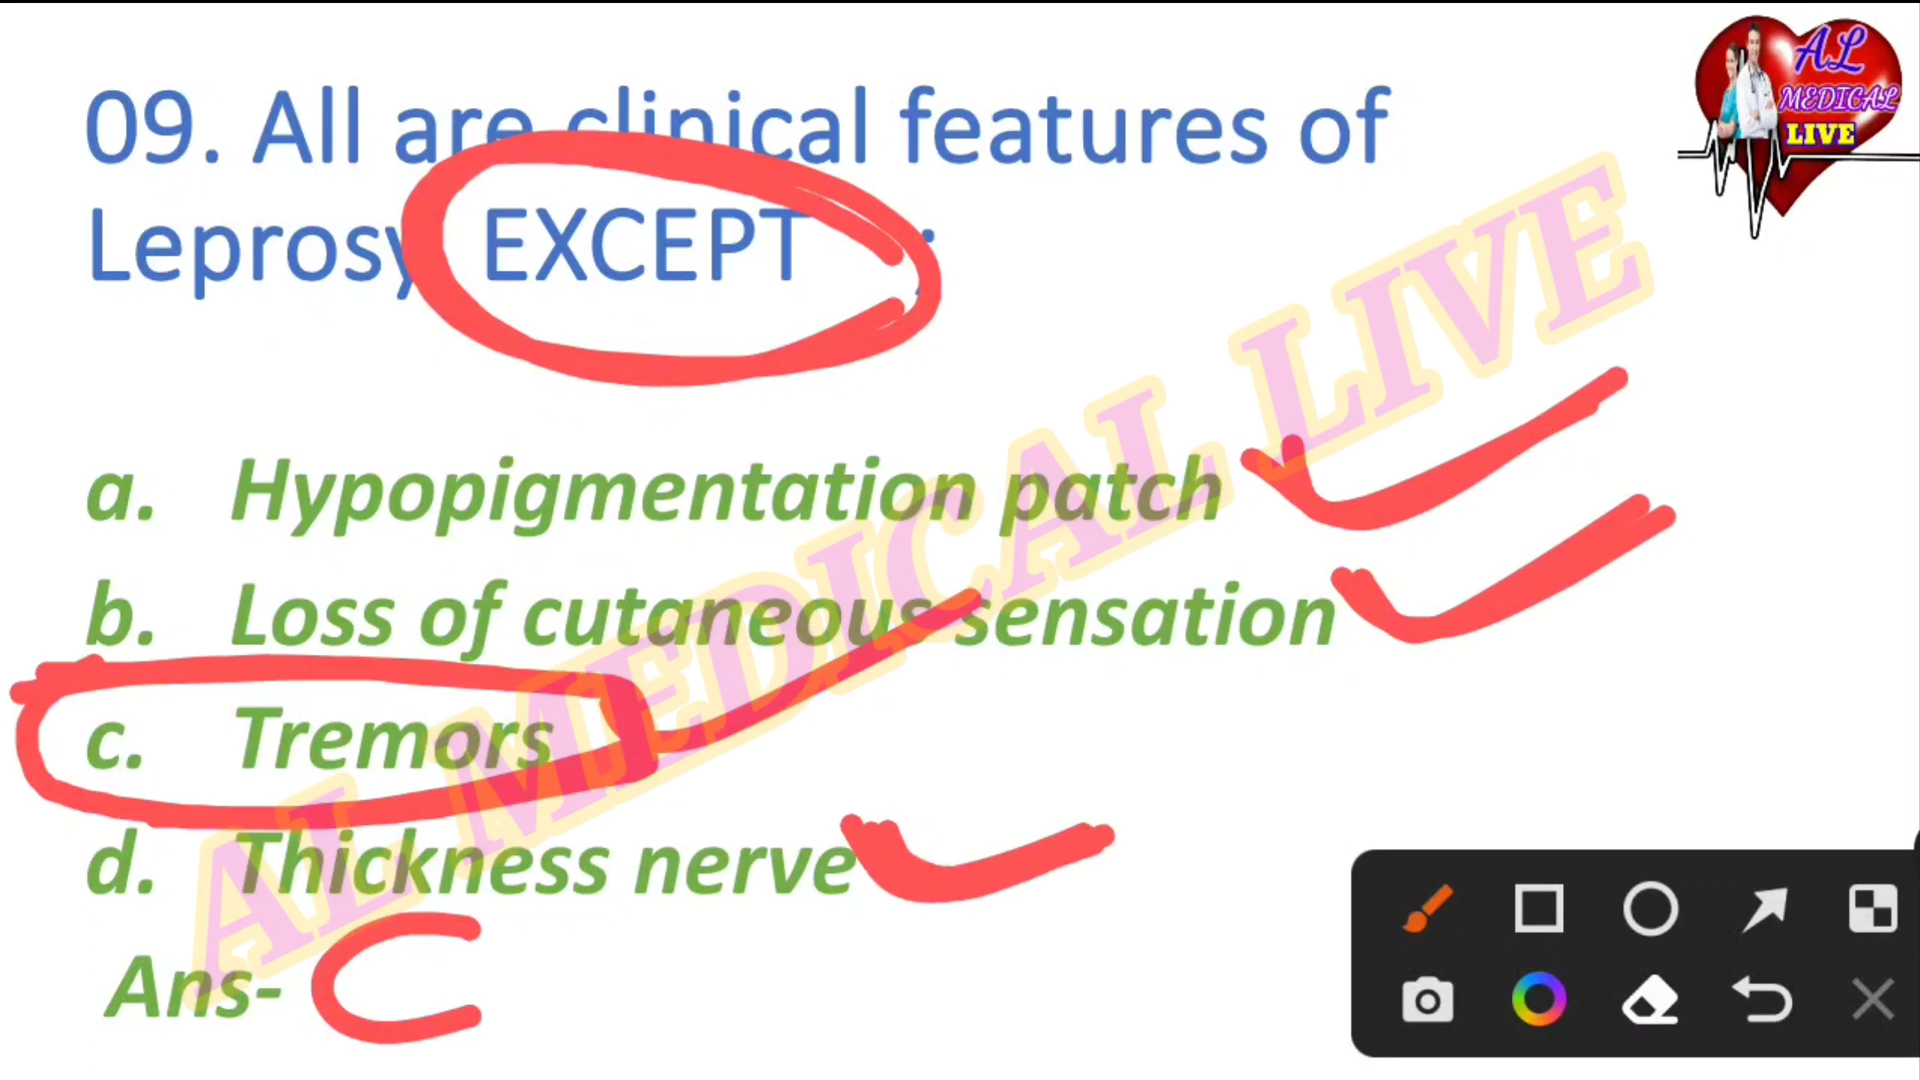 AL
MEDICAL
LIVE
09. All are clinical features of
Leprosy EXCEPT ;
a. Hypopigmentation patch
b. Loss of cutaneous sensation
c. Tremors
d. Thickness nerve
Ans- C
AL MEDICAL LIVE